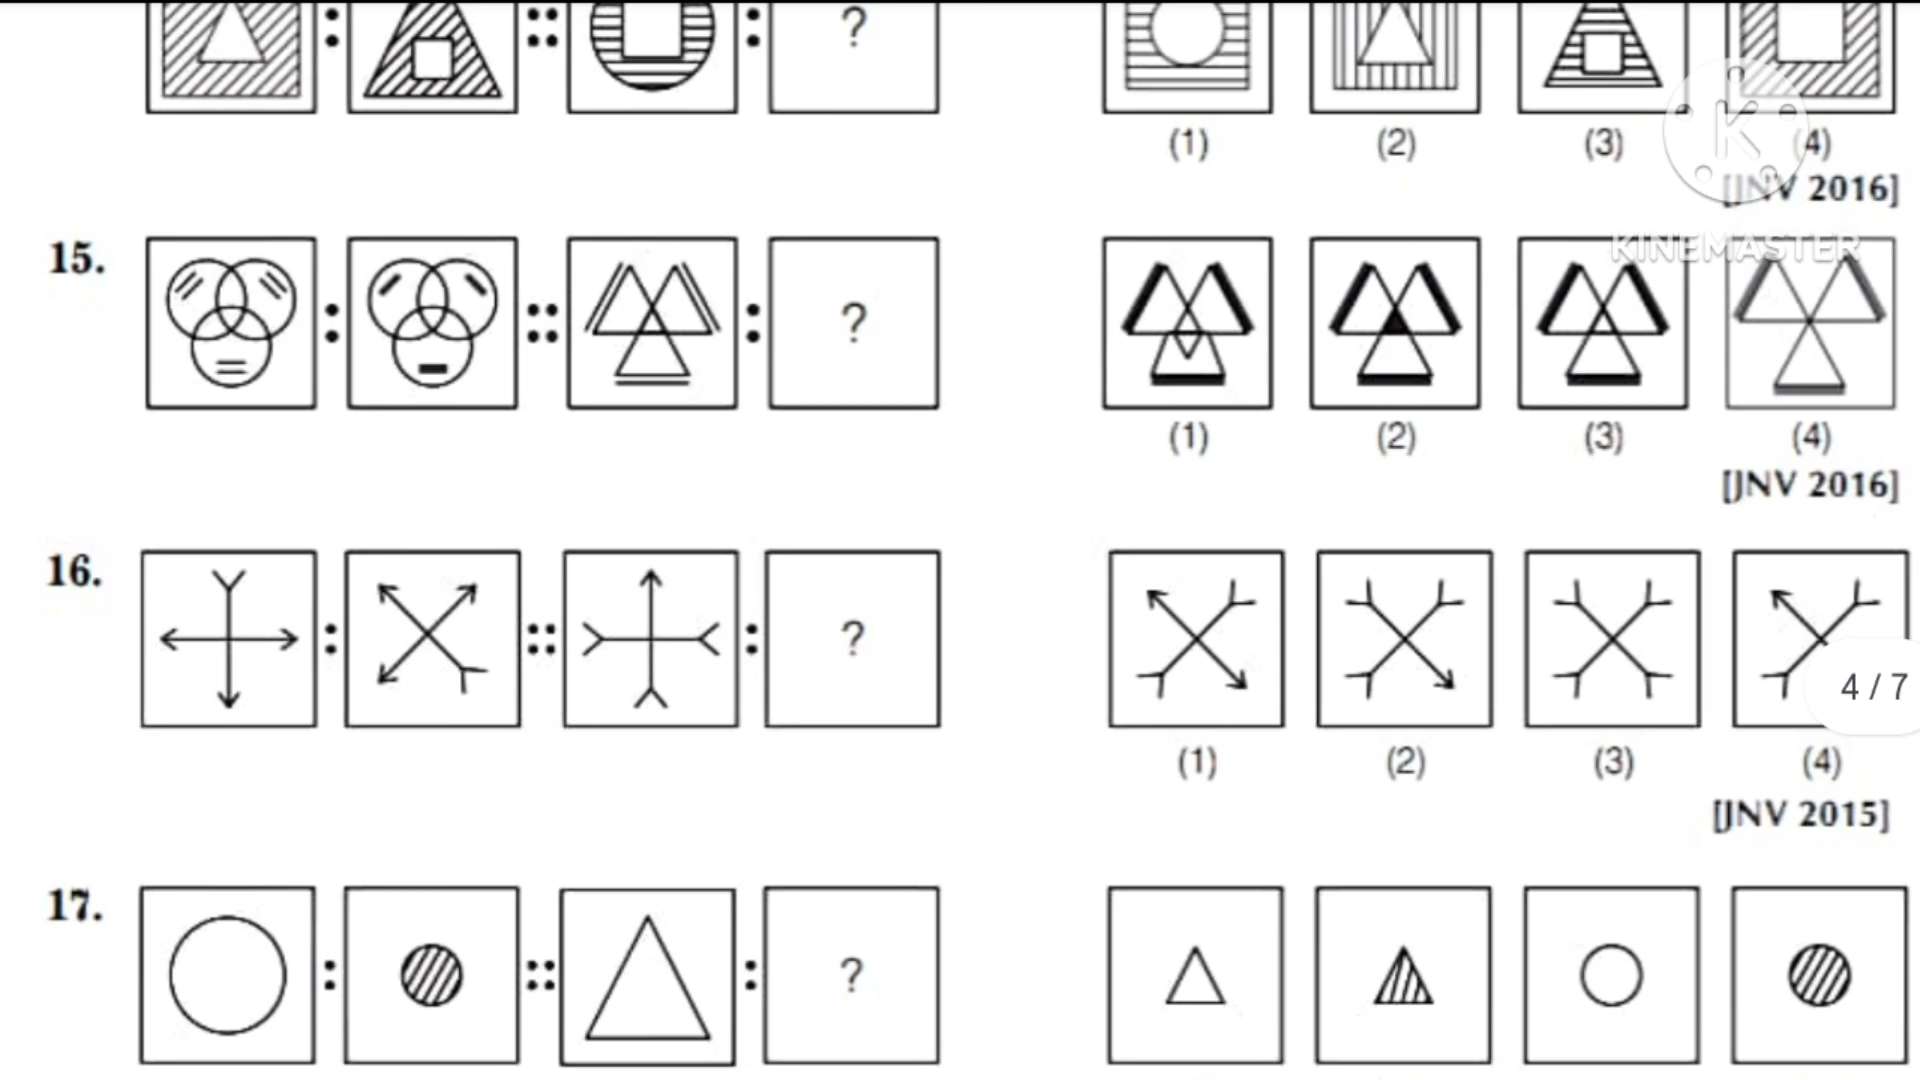 : :: : ?
(1) (2) (3) (4)
[JNV 2016]
KINEMASTER
15. : :: : ?
(1) (2) (3) (4)
[JNV 2016]
16. : :: : ?
4 / 7
(1) (2) (3) (4)
[JNV 2015]
17. : :: : ?